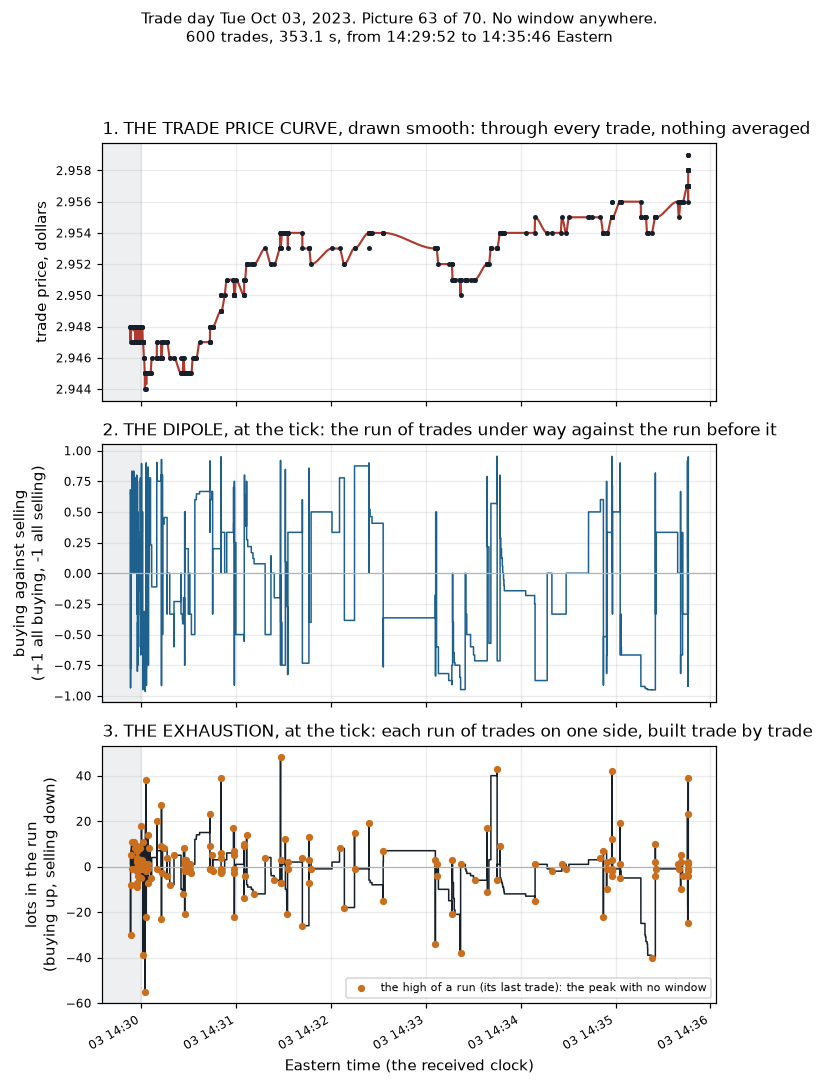 Trade day Tue Oct 03, 2023. Picture 63 of 70. No window anywhere.
600 trades, 353.1 s, from 14:29:52 to 14:35:46 Eastern
1. THE TRADE PRICE CURVE, drawn smooth: through every trade, nothing averaged
trade price, dollars
2.958
2.956
2.954
2.952
2.950
2.948
2.946
2.944
2. THE DIPOLE, at the tick: the run of trades under way against the run before it
buying against selling
(+1 all buying, -1 all selling)
1.00
0.75
0.50
0.25
0.00
−0.25
−0.50
−0.75
−1.00
3. THE EXHAUSTION, at the tick: each run of trades on one side, built trade by trade
lots in the run
(buying up, selling down)
40
20
0
−20
−40
−60
the high of a run (its last trade): the peak with no window
03 14:30
03 14:31
03 14:32
03 14:33
03 14:34
03 14:35
03 14:36
Eastern time (the received clock)